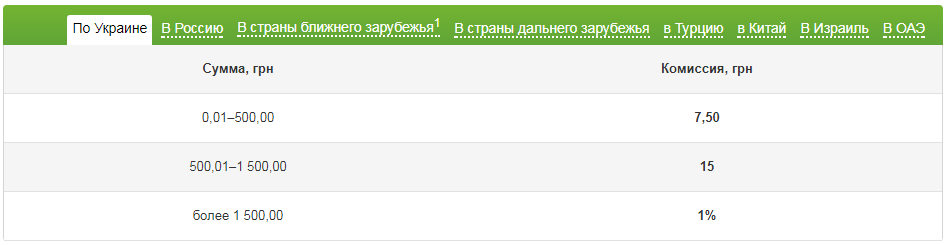 По Украине В Россию В страны ближнего зарубежья1 В страны дальнего зарубежья в Турцию в Китай В Израиль В ОАЭ
Сумма, грн Комиссия, грн
0,01–500,00 7,50
500,01–1 500,00 15
более 1 500,00 1%